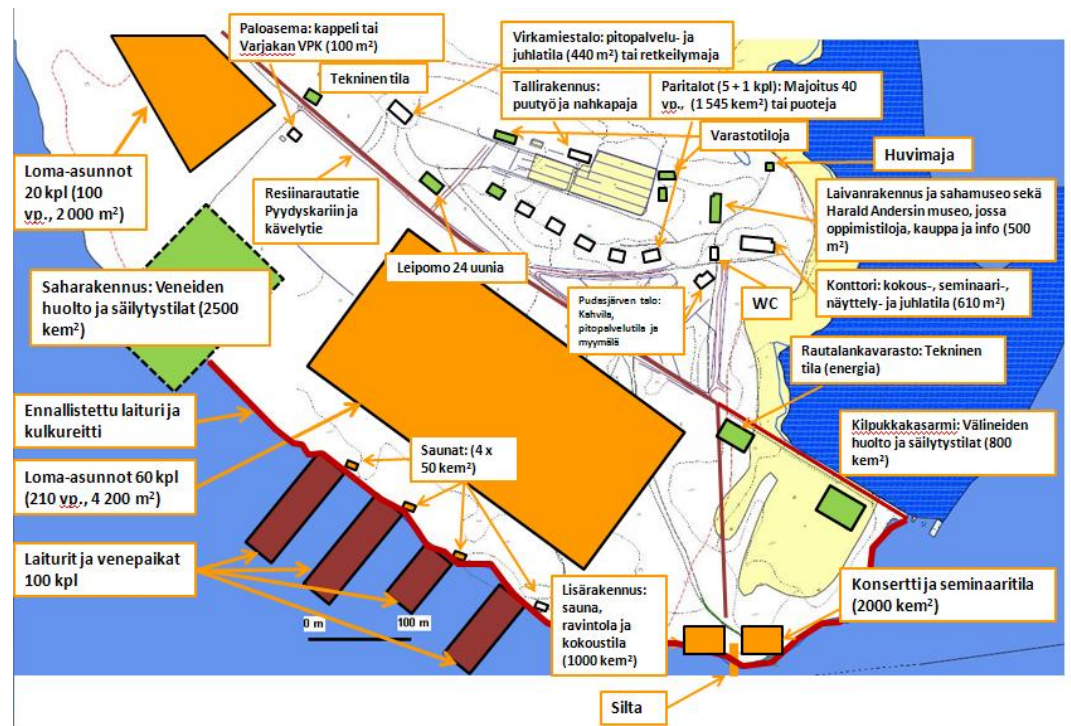 Paloasema: kappeli tai
Varjakan VPK (100 m²)
Virkamiestalo: pitopalvelu- ja
juhlatila (440 m²) tai retkeilymaja
Tekninen tila
Tallirakennus:
puutyö ja nahkapaja
Paritalot (5 + 1 kpl): Majoitus 40
vp., (1 545 kem²) tai puoteja
Varastotiloja
Huvimaja
Loma-asunnot
20 kpl (100
vp., 2 000 m²)
Resiinarautatie
Pyydyskariin ja
kävelytie
Laivanrakennus ja sahamuseo sekä
Harald Andersin museo, jossa
oppimistiloja, kauppa ja info (500
m²)
Leipomo 24 uunia
Saharakennus: Veneiden
huolto ja säilytystilat (2500
kem²)
Pudasjärven talo:
Kahvila,
pitopalvelutila ja
myymälä
WC
Konttori: kokous-, seminaari-,
näyttely- ja juhlatila (610 m²)
Rautalankavarasto: Tekninen
tila (energia)
Ennallistettu laituri ja
kulkureitti
Kilpukkakasarmi: Välineiden
huolto ja säilytystilat (800
kem²)
Saunat: (4 x
50 kem²)
Loma-asunnot 60 kpl
(210 vp., 4 200 m²)
Laiturit ja venepaikat
100 kpl
Konsertti ja seminaaritila
(2000 kem²)
Lisärakennus:
sauna,
ravintola ja
kokoustila
(1000 kem²)
0 m
100 m
Silta